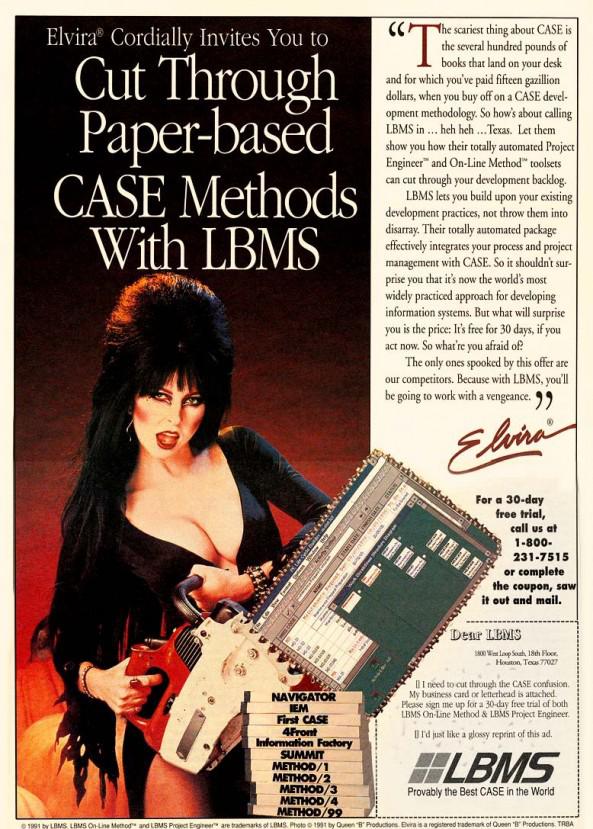 Elvira® Cordially Invites You to
Cut Through
Paper-based
CASE Methods
With LBMS
“The scariest thing about CASE is
the several hundred pounds of
books that land on your desk
and for which you've paid fifteen gazillion
dollars, when you buy off on a CASE devel-
opment methodology. So how's about calling
LBMS in ... heh heh ...Texas. Let them
show you how their totally automated Project
Engineer™ and On-Line Method™ toolsets
can cut through your development backlog.
LBMS lets you build upon your existing
development practices, not throw them into
disarray. Their totally automated package
effectively integrates your process and project
management with CASE. So it shouldn't sur-
prise you that it's now the world's most
widely practiced approach for developing
information systems. But what will surprise
you is the price: It's free for 30 days, if you
act now. So what're you afraid of?
The only ones spooked by this offer are
our competitors. Because with LBMS, you'll
be going to work with a vengeance.”
Elvira®
For a 30-day
free trial,
call us at
1-800-
231-7515
or complete
the coupon, saw
it out and mail.
Dear LBMS
1800 West Loop South, 18th Floor,
Houston, Texas 77027
[] I need to cut through the CASE confusion.
My business card or letterhead is attached.
Please sign me up for a 30-day free trial of both
LBMS On-Line Method & LBMS Project Engineer.
[] I'd just like a glossy reprint of this ad.
LBMS
Provably the Best CASE in the World
NAVIGATOR
IEM
First CASE
4Front
Information Factory
SUMMIT
METHOD/1
METHOD/2
METHOD/3
METHOD/4
METHOD/99
© 1991 by LBMS. LBMS On-Line Method™ and LBMS Project Engineer™ are trademarks of LBMS. Photo © 1991 by Queen "B" Productions. Elvira is a registered trademark of Queen "B" Productions. TRBA